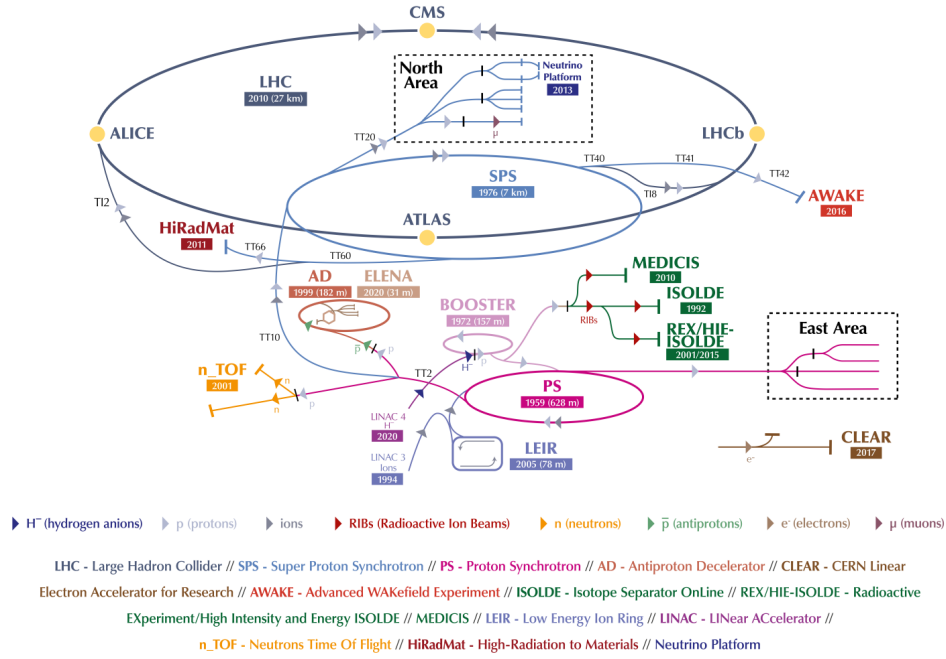 CMS
North
Area
Neutrino
Platform
2013
LHC
2010 (27 km)
μ
TT20
ALICE
LHCb
TT40
TT41
TT42
SPS
1976 (7 km)
TI8
AWAKE
2016
TI2
ATLAS
HiRadMat
2011
TT66
TT60
MEDICIS
2010
AD
1999 (182 m)
ELENA
2020 (31 m)
ISOLDE
1992
BOOSTER
1972 (157 m)
RIBs
REX/HIE-
ISOLDE
2001/2015
East Area
TT10
p̅
p
p
H⁻
n_TOF
2001
n
n
p
TT2
PS
1959 (628 m)
LINAC 4
H⁻
2020
LINAC 3
Ions
1994
LEIR
2005 (78 m)
CLEAR
2017
e⁻
H⁻ (hydrogen anions) p (protons) ions RIBs (Radioactive Ion Beams) n (neutrons) p̅ (antiprotons) e⁻ (electrons) μ (muons)
LHC - Large Hadron Collider // SPS - Super Proton Synchrotron // PS - Proton Synchrotron // AD - Antiproton Decelerator // CLEAR - CERN Linear
Electron Accelerator for Research // AWAKE - Advanced WAKefield Experiment // ISOLDE - Isotope Separator OnLine // REX/HIE-ISOLDE - Radioactive
EXperiment/High Intensity and Energy ISOLDE // MEDICIS // LEIR - Low Energy Ion Ring // LINAC - LINear ACcelerator //
n_TOF - Neutrons Time Of Flight // HiRadMat - High-Radiation to Materials // Neutrino Platform